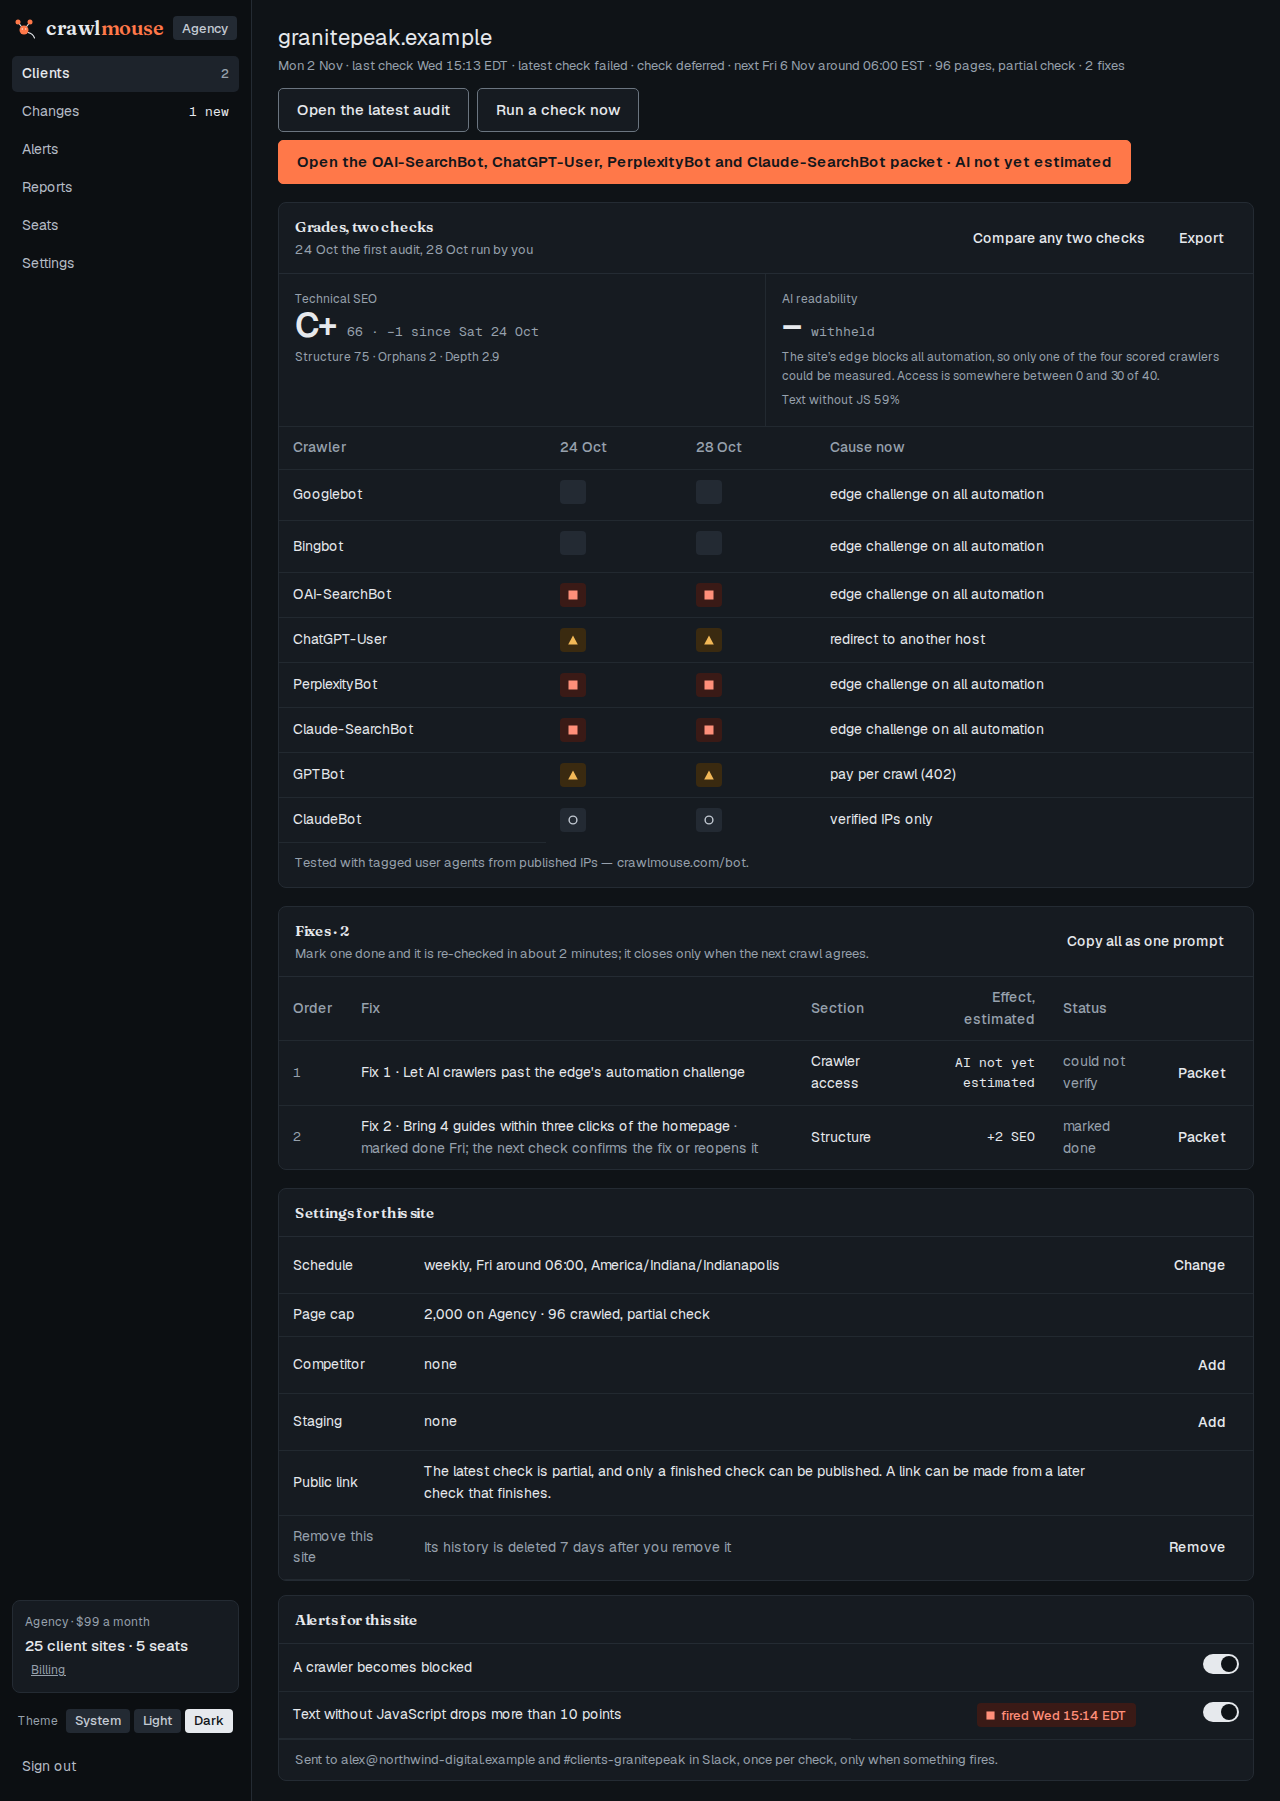 crawlmouse Agency
Clients 2
Changes 1 new
Alerts
Reports
Seats
Settings
Agency · $99 a month
25 client sites · 5 seats
Billing
Theme System Light Dark
Sign out
granitepeak.example
Mon 2 Nov · last check Wed 15:13 EDT · latest check failed · check deferred · next Fri 6 Nov around 06:00 EST · 96 pages, partial check · 2 fixes
Open the latest audit Run a check now
Open the OAI-SearchBot, ChatGPT-User, PerplexityBot and Claude-SearchBot packet · AI not yet estimated
Grades, two checks
24 Oct the first audit, 28 Oct run by you
Compare any two checks Export
Technical SEO
C+ 66 · −1 since Sat 24 Oct
Structure 75 · Orphans 2 · Depth 2.9
AI readability
— withheld
The site's edge blocks all automation, so only one of the four scored crawlers
could be measured. Access is somewhere between 0 and 30 of 40.
Text without JS 59%
Crawler 24 Oct 28 Oct Cause now
Googlebot edge challenge on all automation
Bingbot edge challenge on all automation
OAI-SearchBot edge challenge on all automation
ChatGPT-User redirect to another host
PerplexityBot edge challenge on all automation
Claude-SearchBot edge challenge on all automation
GPTBot pay per crawl (402)
ClaudeBot verified IPs only
Tested with tagged user agents from published IPs — crawlmouse.com/bot.
Fixes · 2
Mark one done and it is re-checked in about 2 minutes; it closes only when the next crawl agrees.
Copy all as one prompt
Order Fix Section Effect, estimated Status
1 Fix 1 · Let AI crawlers past the edge's automation challenge Crawler access AI not yet estimated could not verify Packet
2 Fix 2 · Bring 4 guides within three clicks of the homepage ·
marked done Fri; the next check confirms the fix or reopens it Structure +2 SEO marked done Packet
Settings for this site
Schedule weekly, Fri around 06:00, America/Indiana/Indianapolis Change
Page cap 2,000 on Agency · 96 crawled, partial check
Competitor none Add
Staging none Add
Public link The latest check is partial, and only a finished check can be published. A link can be made from a later
check that finishes.
Remove this site Its history is deleted 7 days after you remove it Remove
Alerts for this site
A crawler becomes blocked
Text without JavaScript drops more than 10 points fired Wed 15:14 EDT
Sent to alex@northwind-digital.example and #clients-granitepeak in Slack, once per check, only when something fires.